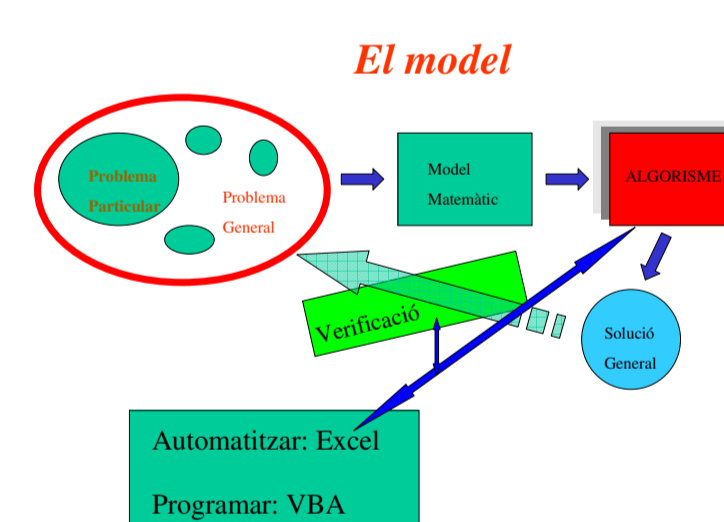 El model
Problema
Particular
Problema
General
Model
Matemàtic
ALGORISME
Verificació
Solució
General
Automatitzar: Excel
Programar: VBA